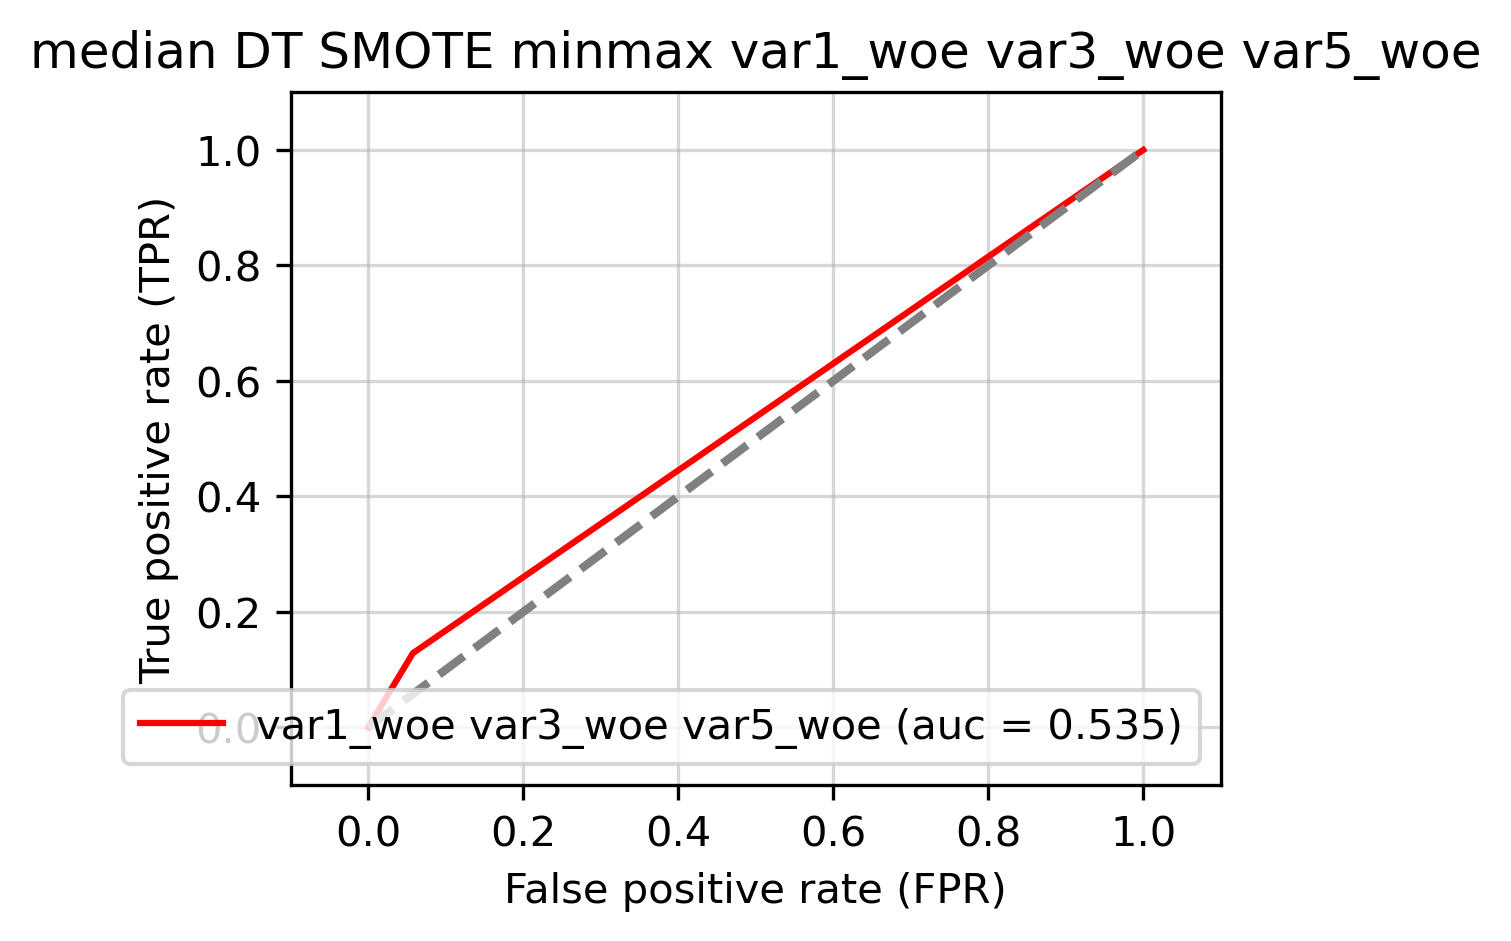 median DT SMOTE minmax var1_woe var3_woe var5_woe
True positive rate (TPR)
1.0
0.8
0.6
0.4
0.2
0.0
var1_woe var3_woe var5_woe (auc = 0.535)
0.0 0.2 0.4 0.6 0.8 1.0
False positive rate (FPR)